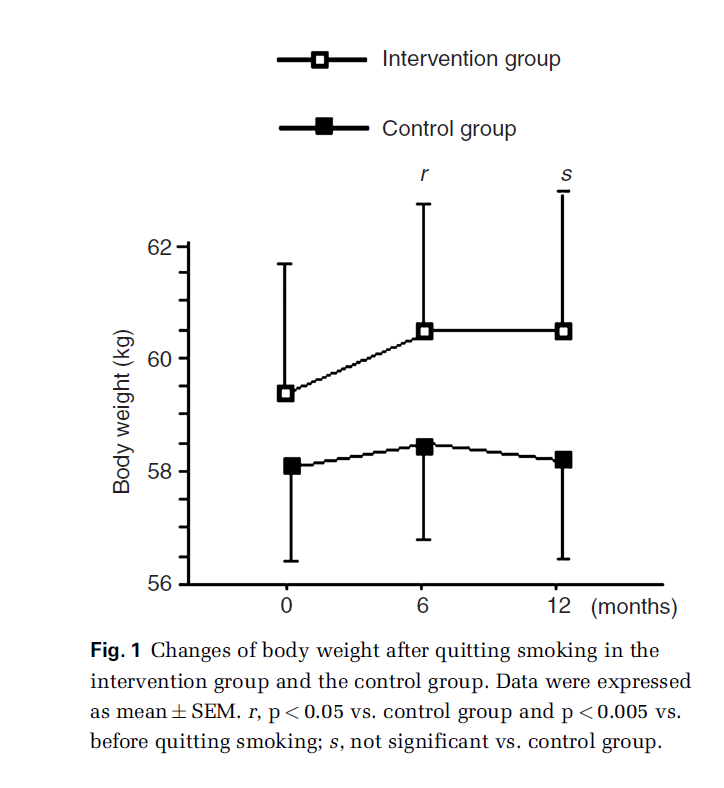 Intervention group
Control group
r s
62
60
58
56
Body weight (kg)
0 6 12 (months)
Fig. 1 Changes of body weight after quitting smoking in the
intervention group and the control group. Data were expressed
as mean ± SEM. r, p < 0.05 vs. control group and p < 0.005 vs.
before quitting smoking; s, not significant vs. control group.